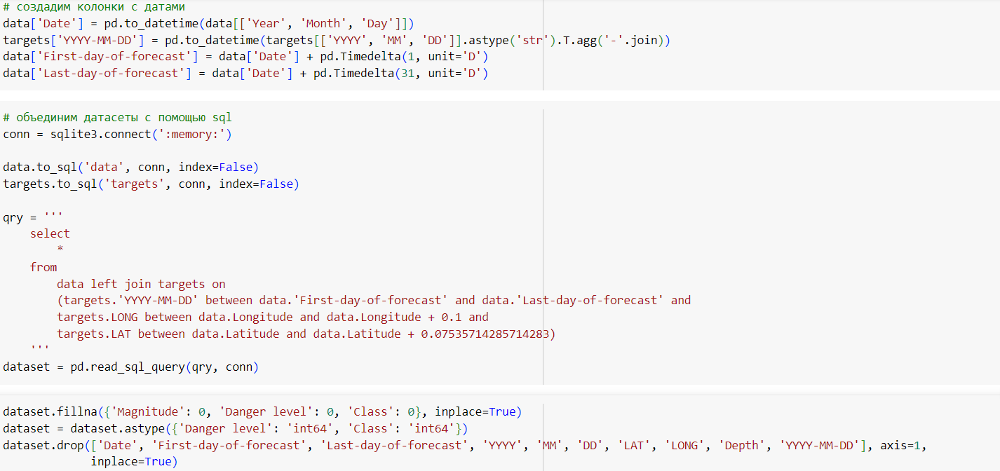 # создадим колонки с датами
data['Date'] = pd.to_datetime(data[['Year', 'Month', 'Day']])
targets['YYYY-MM-DD'] = pd.to_datetime(targets[['YYYY', 'MM', 'DD']].astype('str').T.agg('-'.join))
data['First-day-of-forecast'] = data['Date'] + pd.Timedelta(1, unit='D')
data['Last-day-of-forecast'] = data['Date'] + pd.Timedelta(31, unit='D')
# объединим датасеты с помощью sql
conn = sqlite3.connect(':memory:')
data.to_sql('data', conn, index=False)
targets.to_sql('targets', conn, index=False)
qry = '''
select
*
from
data left join targets on
(targets.'YYYY-MM-DD' between data.'First-day-of-forecast' and data.'Last-day-of-forecast' and
targets.LONG between data.Longitude and data.Longitude + 0.1 and
targets.LAT between data.Latitude and data.Latitude + 0.07535714285714283)
'''
dataset = pd.read_sql_query(qry, conn)
dataset.fillna({'Magnitude': 0, 'Danger level': 0, 'Class': 0}, inplace=True)
dataset = dataset.astype({'Danger level': 'int64', 'Class': 'int64'})
dataset.drop(['Date', 'First-day-of-forecast', 'Last-day-of-forecast', 'YYYY', 'MM', 'DD', 'LAT', 'LONG', 'Depth', 'YYYY-MM-DD'], axis=1,
inplace=True)